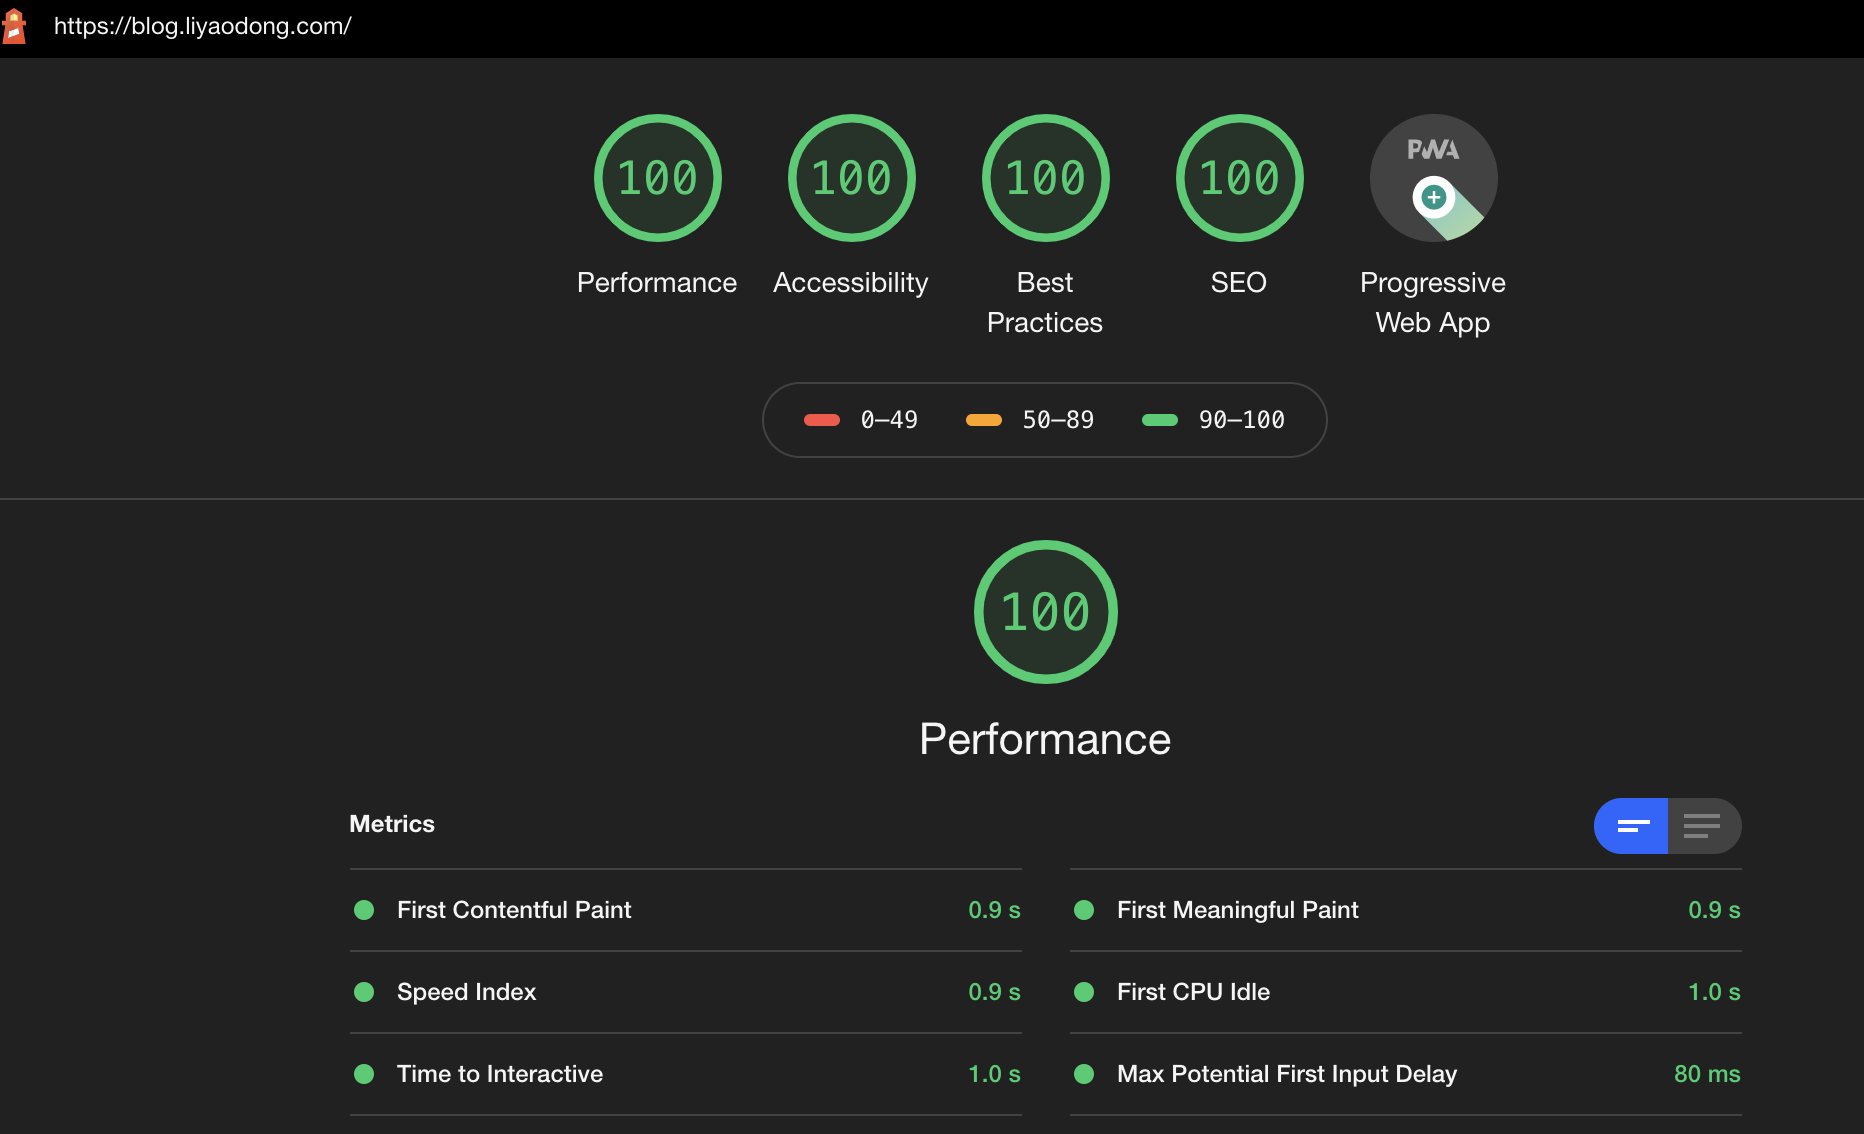 https://blog.liyaodong.com/
100 100 100 100 PWA
Performance Accessibility Best Practices SEO Progressive Web App
0–49 50–89 90–100
100
Performance
Metrics
First Contentful Paint 0.9 s
First Meaningful Paint 0.9 s
Speed Index 0.9 s
First CPU Idle 1.0 s
Time to Interactive 1.0 s
Max Potential First Input Delay 80 ms